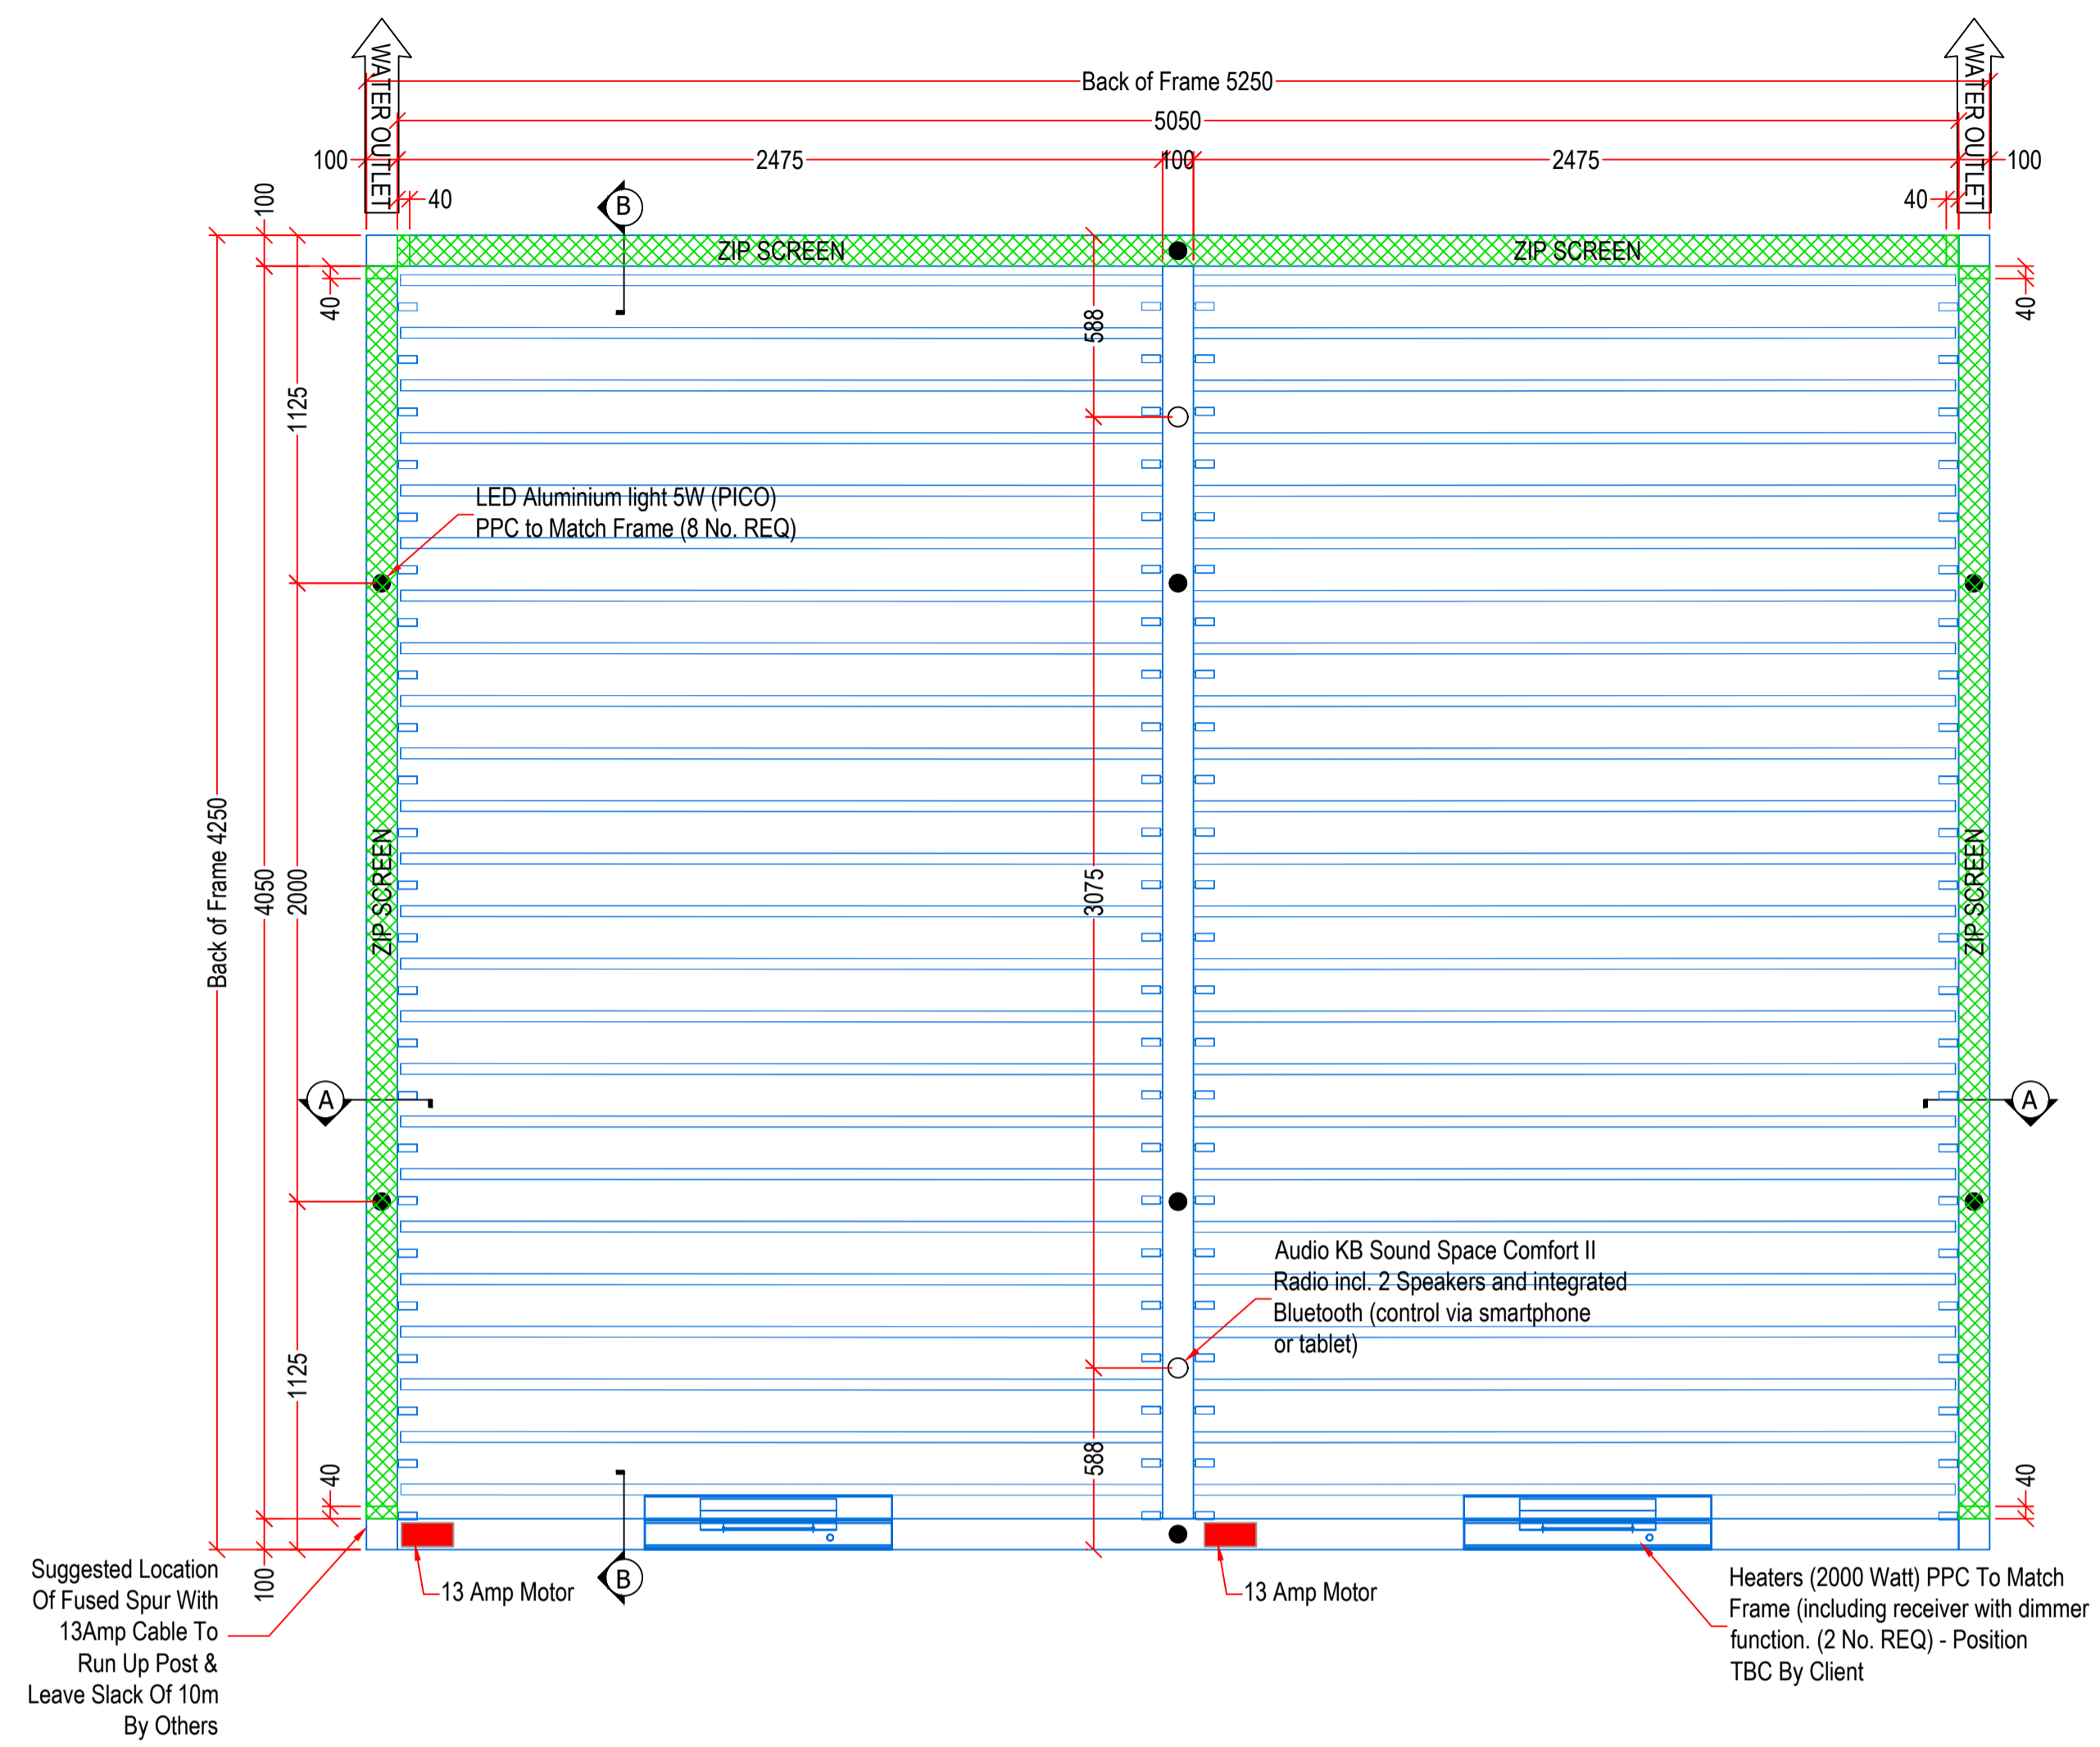 WATER OUTLET
WATER OUTLET
Back of Frame 5250
5050
100
2475
100
2475
100
40
40
100
B
ZIP SCREEN
ZIP SCREEN
40
40
588
1125
LED Aluminium light 5W (PICO)
PPC to Match Frame (8 No. REQ)
Back of Frame 4250
4050
2000
ZIP SCREEN
3075
ZIP SCREEN
A
A
Audio KB Sound Space Comfort II
Radio incl. 2 Speakers and integrated
Bluetooth (control via smartphone
or tablet)
1125
588
40
40
100
B
Suggested Location
Of Fused Spur With
13Amp Cable To
Run Up Post &
Leave Slack Of 10m
By Others
13 Amp Motor
13 Amp Motor
Heaters (2000 Watt) PPC To Match
Frame (including receiver with dimmer
function. (2 No. REQ) - Position
TBC By Client